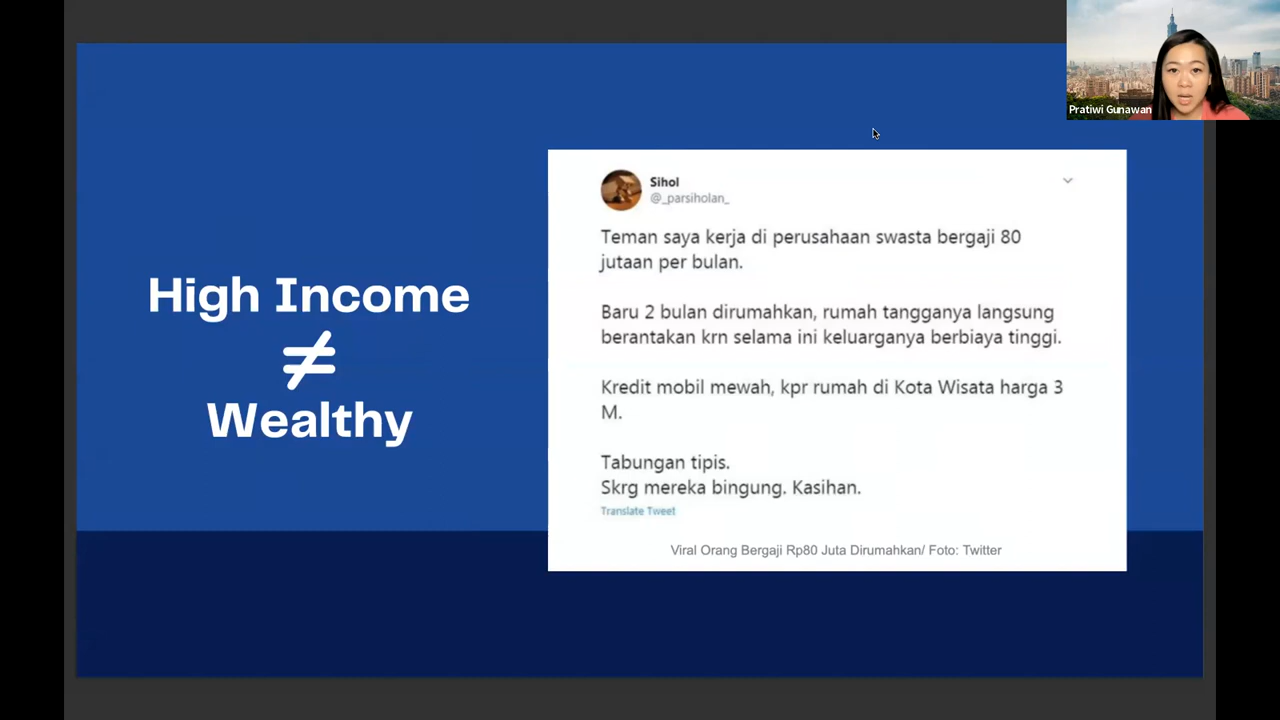 Pratiwi Gunawan
High Income
≠
Wealthy
Sihol
@_parsiholan_
Teman saya kerja di perusahaan swasta bergaji 80
jutaan per bulan.
Baru 2 bulan dirumahkan, rumah tangganya langsung
berantakan krn selama ini keluarganya berbiaya tinggi.
Kredit mobil mewah, kpr rumah di Kota Wisata harga 3
M.
Tabungan tipis.
Skrg mereka bingung. Kasihan.
Translate Tweet
Viral Orang Bergaji Rp80 Juta Dirumahkan/ Foto: Twitter